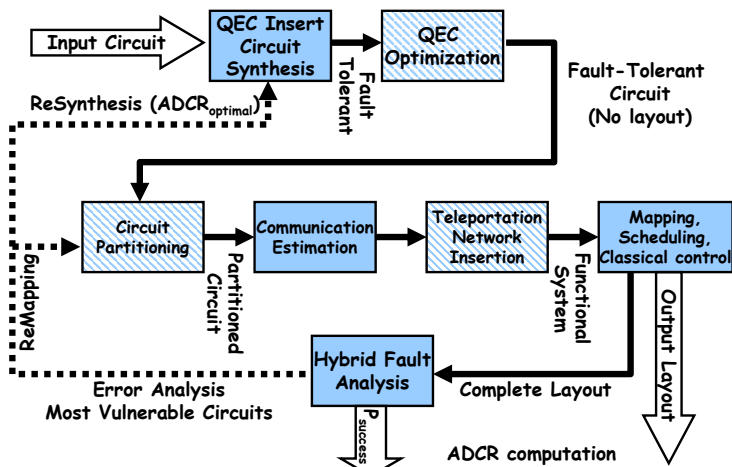 Input Circuit
QEC Insert
Circuit
Synthesis
Fault
Tolerant
QEC
Optimization
Fault-Tolerant
Circuit
(No layout)
ReSynthesis (ADCRoptimal)
Circuit
Partitioning
Partitioned
Circuit
Communication
Estimation
Teleportation
Network
Insertion
Functional
System
Mapping,
Scheduling,
Classical control
ReMapping
Output Layout
Hybrid Fault
Analysis
Complete Layout
Error Analysis
Most Vulnerable Circuits
Psuccess
ADCR computation